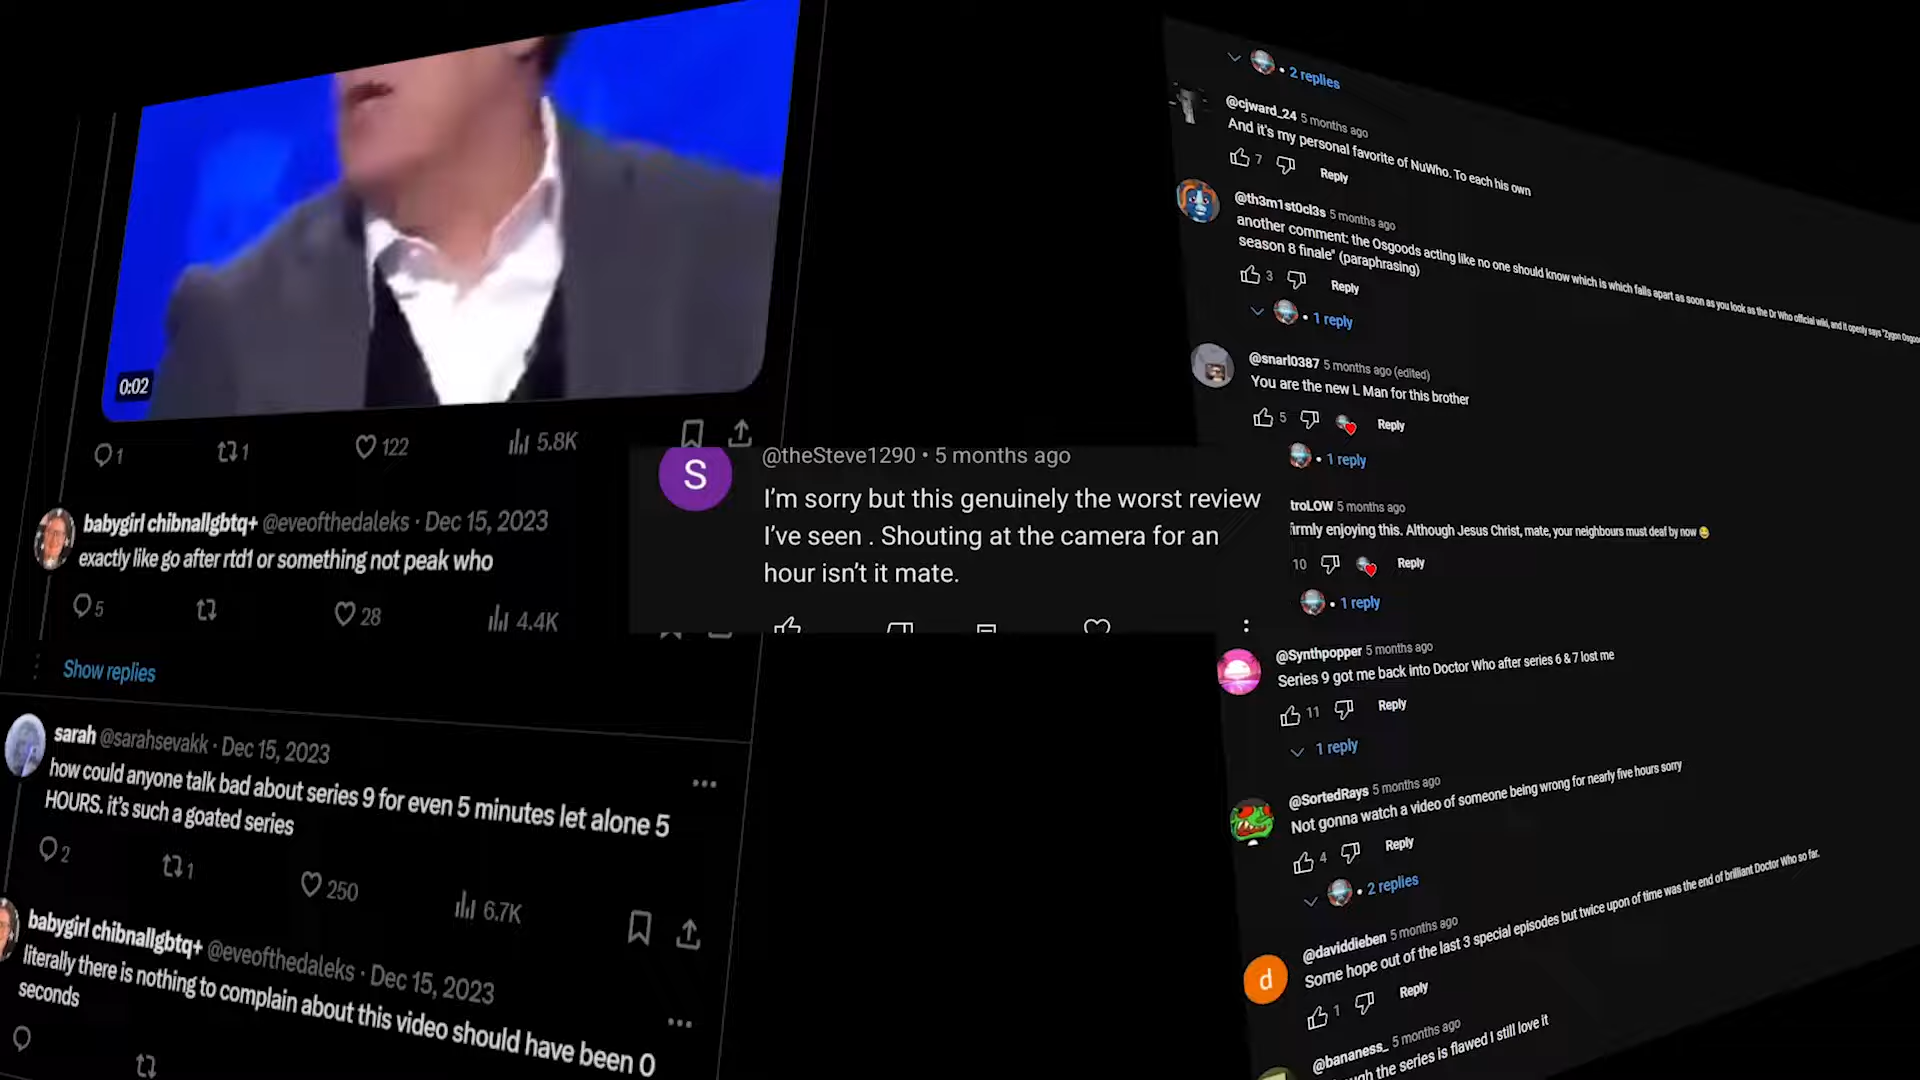 0:02
1
1
122
5.8K
babygirl chibnallgbtq+ @eveofthedaleks · Dec 15, 2023
exactly like go after rtd1 or something not peak who
5
28
4.4K
Show replies
sarah @sarahsevakk · Dec 15, 2023
how could anyone talk bad about series 9 for even 5 minutes let alone 5
HOURS. it's such a goated series
2
1
250
6.7K
babygirl chibnallgbtq+ @eveofthedaleks · Dec 15, 2023
literally there is nothing to complain about this video should have been 0
seconds
S
@theSteve1290 • 5 months ago
I'm sorry but this genuinely the worst review
I've seen . Shouting at the camera for an
hour isn't it mate.
• 2 replies
@cjward_24 5 months ago
And it's my personal favorite of NuWho. To each his own
7 Reply
@th3m1st0cl3s 5 months ago
another comment: the Osgoods acting like no one should know which is which falls apart as soon as you look as the Dr Who official wiki, and it openly says "Zygon
season 8 finale" (paraphrasing)
3 Reply
• 1 reply
@snarl0387 5 months ago (edited)
You are the new L Man for this brother
5 Reply
• 1 reply
troLOW 5 months ago
firmly enjoying this. Although Jesus Christ, mate, your neighbours must deaf by now 😂
10 Reply
• 1 reply
@Synthpopper 5 months ago
Series 9 got me back into Doctor Who after series 6 & 7 lost me
11 Reply
1 reply
@SortedRays 5 months ago
Not gonna watch a video of someone being wrong for nearly five hours sorry
4 Reply
• 2 replies
d
@daviddieben 5 months ago
Some hope out of the last 3 special episodes but twice upon of time was the end of brilliant Doctor Who so far.
1 Reply
@bananess_ 5 months ago
the series is flawed I still love it